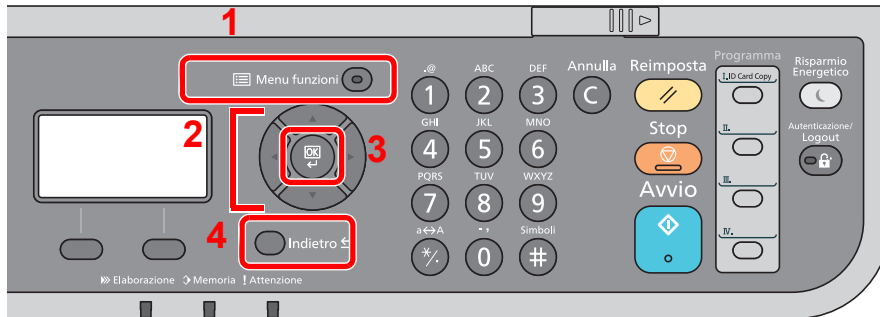 1
Menu funzioni
2
OK
3
4
Indietro
Elaborazione Memoria ! Attenzione
.@
1
ABC
2
DEF
3
Annulla
C
GHI
4
JKL
5
MNO
6
PQRS
7
TUV
8
WXYZ
9
a↔A
*/.
.,
0
Simboli
#
Reimposta
Stop
Avvio
Programma
I. ID Card Copy
II.
III.
IV.
Risparmio
Energetico
Autenticazione/
Logout